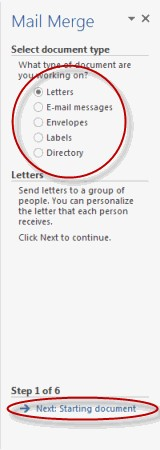 Mail Merge
Select document type
What type of document are
you working on?
Letters
E-mail messages
Envelopes
Labels
Directory
Letters
Send letters to a group of
people. You can personalize
the letter that each person
receives.
Click Next to continue.
Step 1 of 6
Next: Starting document